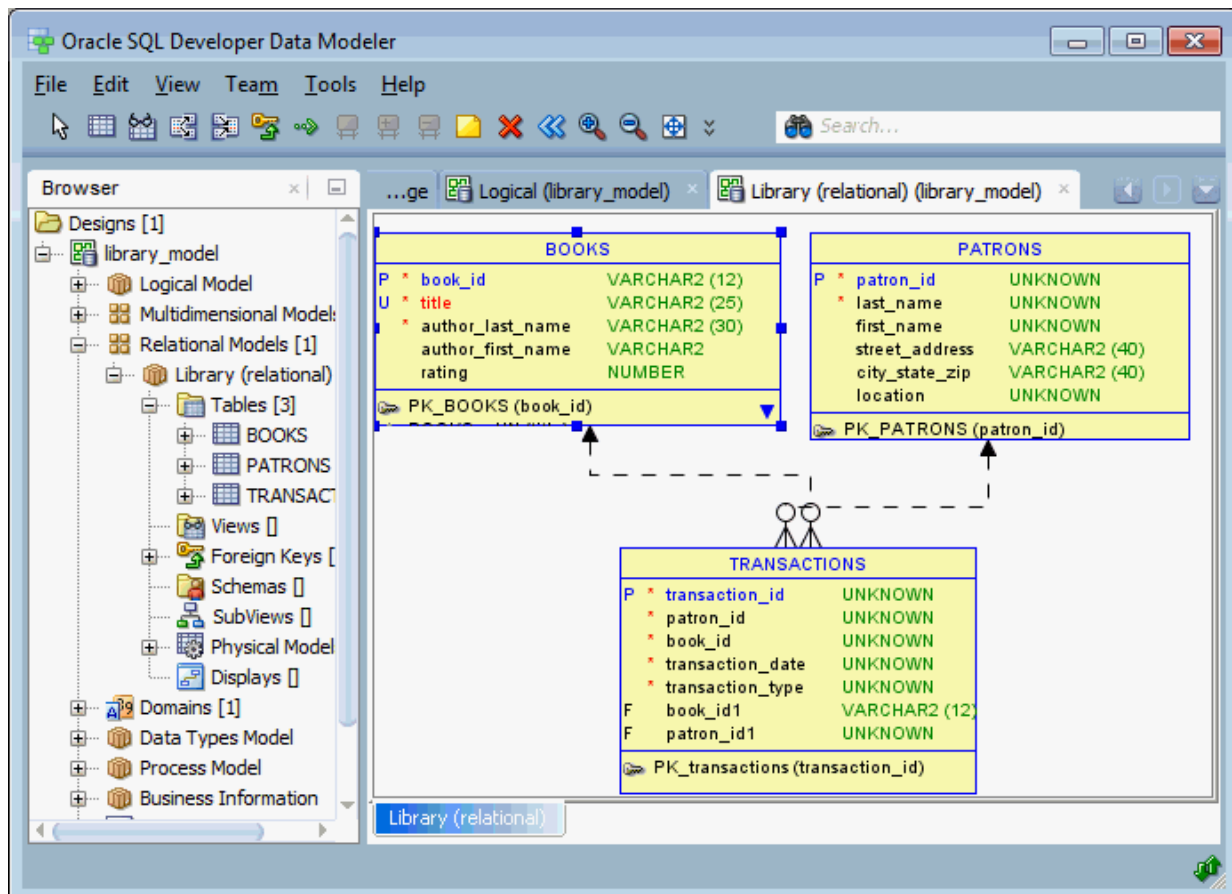 Oracle SQL Developer Data Modeler
File Edit View Team Tools Help
Search...
Browser
Designs [1]
library_model
Logical Model
Multidimensional Models
Relational Models [1]
Library (relational)
Tables [3]
BOOKS
PATRONS
TRANSACT
Views []
Foreign Keys [
Schemas []
SubViews []
Physical Model
Displays []
Domains [1]
Data Types Model
Process Model
Business Information
...ge Logical (library_model) Library (relational) (library_model)
BOOKS
P * book_id VARCHAR2 (12)
U * title VARCHAR2 (25)
* author_last_name VARCHAR2 (30)
author_first_name VARCHAR2
rating NUMBER
PK_BOOKS (book_id)
PATRONS
P * patron_id UNKNOWN
* last_name UNKNOWN
first_name UNKNOWN
street_address VARCHAR2 (40)
city_state_zip VARCHAR2 (40)
location UNKNOWN
PK_PATRONS (patron_id)
TRANSACTIONS
P * transaction_id UNKNOWN
* patron_id UNKNOWN
* book_id UNKNOWN
* transaction_date UNKNOWN
* transaction_type UNKNOWN
F book_id1 VARCHAR2 (12)
F patron_id1 UNKNOWN
PK_transactions (transaction_id)
Library (relational)